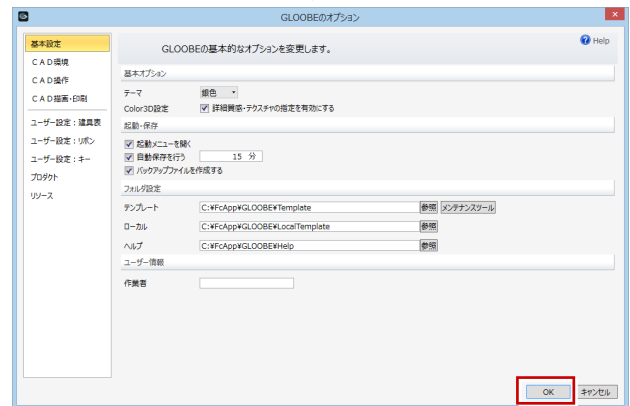 GLOOBEのオプション
基本設定
CAD環境
CAD操作
CAD描画・印刷
ユーザー設定：建具表
ユーザー設定：リボン
ユーザー設定：キー
プロダクト
リソース
GLOOBEの基本的なオプションを変更します。
Help
基本オプション
テーマ 銀色
Color3D設定 詳細質感・テクスチャの指定を有効にする
起動・保存
起動メニューを開く
自動保存を行う 15 分
バックアップファイルを作成する
フォルダ設定
テンプレート C:¥FcApp¥GLOOBE¥Template 参照 メンテナンスツール
ローカル C:¥FcApp¥GLOOBE¥LocalTemplate 参照
ヘルプ C:¥FcApp¥GLOOBE¥Help 参照
ユーザー情報
作業者
OK キャンセル